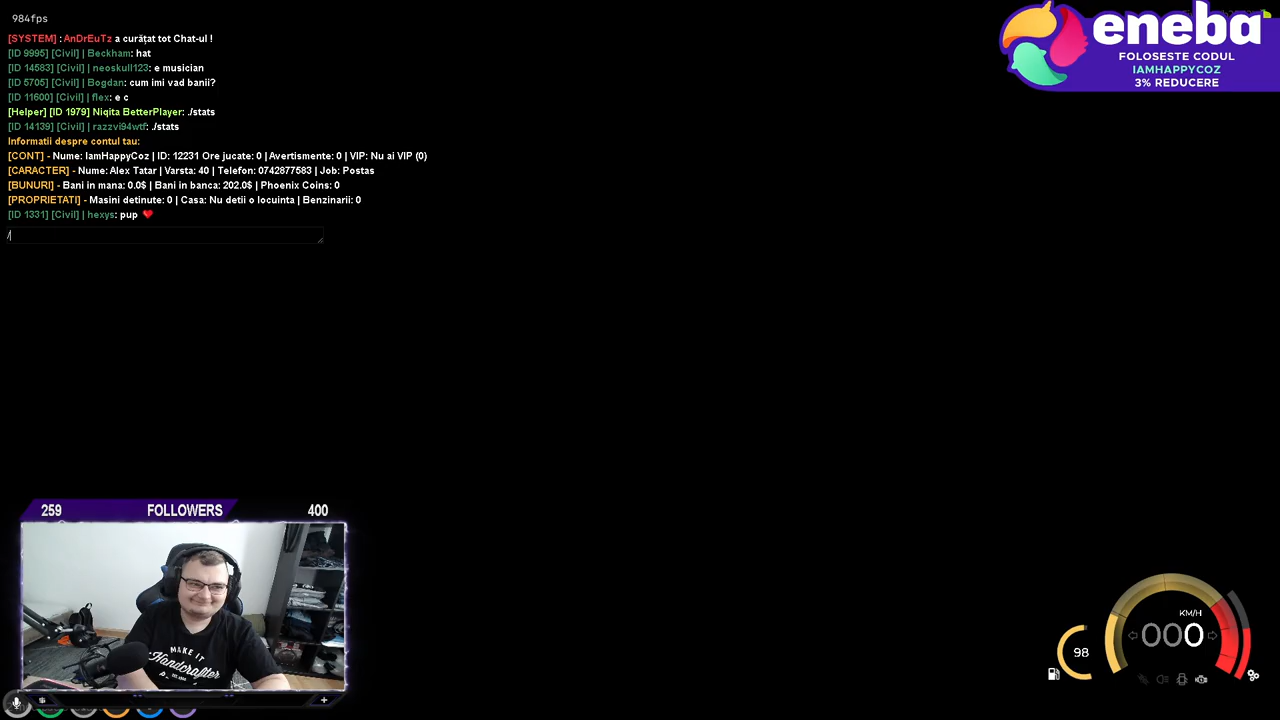 984fps
[SYSTEM] : AnDrEuTz a curățat tot Chat-ul !
[ID 9995] [Civil] | Beckham: hat
[ID 14583] [Civil] | neoskull123: e musician
[ID 5705] [Civil] | Bogdan: cum imi vad banii?
[ID 11600] [Civil] | flex: e c
[Helper] [ID 1979] Niqita BetterPlayer: ./stats
[ID 14139] [Civil] | razzvi94wtf: ./stats
Informatii despre contul tau:
[CONT] - Nume: IamHappyCoz | ID: 12231 Ore jucate: 0 | Avertismente: 0 | VIP: Nu ai VIP (0)
[CARACTER] - Nume: Alex Tatar | Varsta: 40 | Telefon: 0742877583 | Job: Postas
[BUNURI] - Bani in mana: 0.0$ | Bani in banca: 202.0$ | Phoenix Coins: 0
[PROPRIETATI] - Masini detinute: 0 | Casa: Nu detii o locuinta | Benzinarii: 0
[ID 1331] [Civil] | hexys: pup ❤
/
eneba
FOLOSESTE CODUL
IAMHAPPYCOZ
3% REDUCERE
259 FOLLOWERS 400
MAKE IT
Handcrafter
KM/H
000
98